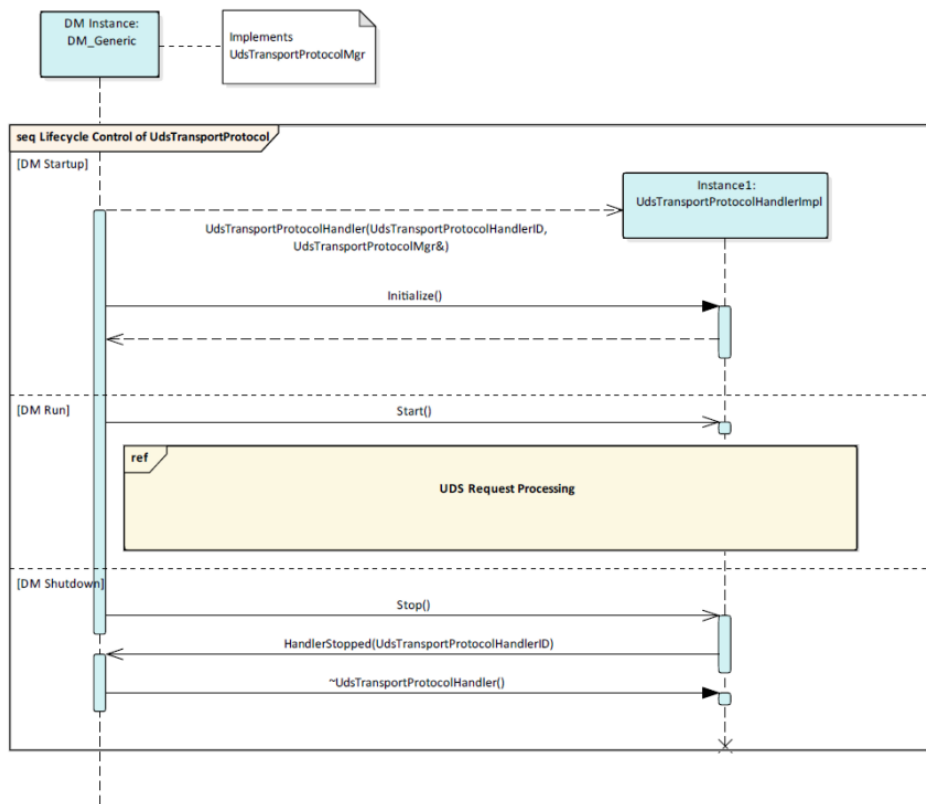 DM Instance:
DM_Generic
Implements
UdsTransportProtocolMgr
seq Lifecycle Control of UdsTransportProtocol
[DM Startup]
Instance1:
UdsTransportProtocolHandlerImpl
UdsTransportProtocolHandler(UdsTransportProtocolHandlerID,
UdsTransportProtocolMgr&)
Initialize()
[DM Run]
Start()
ref
UDS Request Processing
[DM Shutdown]
Stop()
HandlerStopped(UdsTransportProtocolHandlerID)
~UdsTransportProtocolHandler()